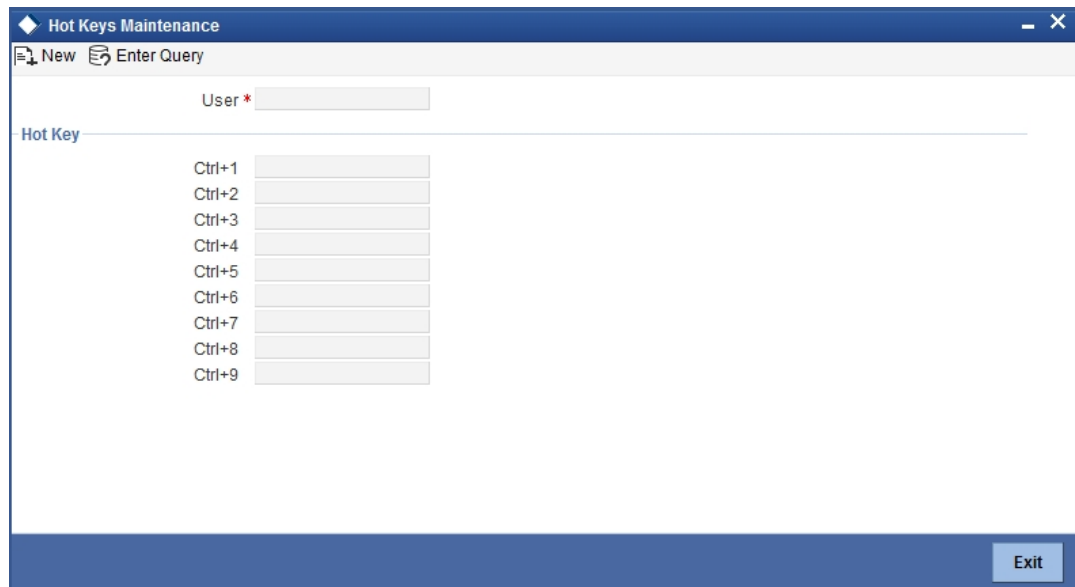 Hot Keys Maintenance
New Enter Query
User *
Hot Key
Ctrl+1
Ctrl+2
Ctrl+3
Ctrl+4
Ctrl+5
Ctrl+6
Ctrl+7
Ctrl+8
Ctrl+9
Exit